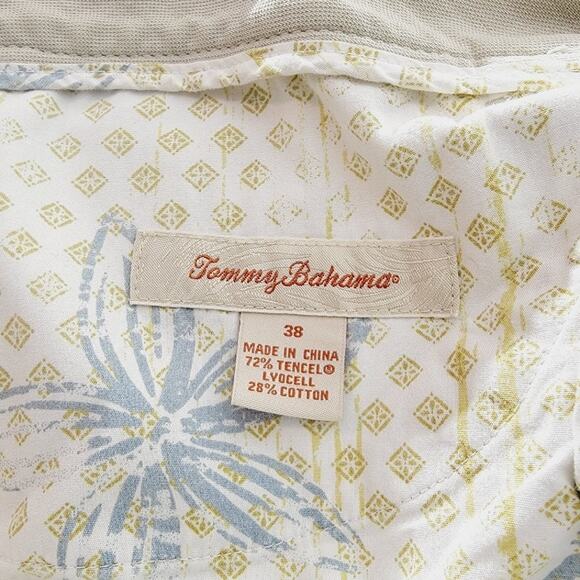 Tommy Bahama®
38
MADE IN CHINA
72% TENCEL®
LYOCELL
28% COTTON